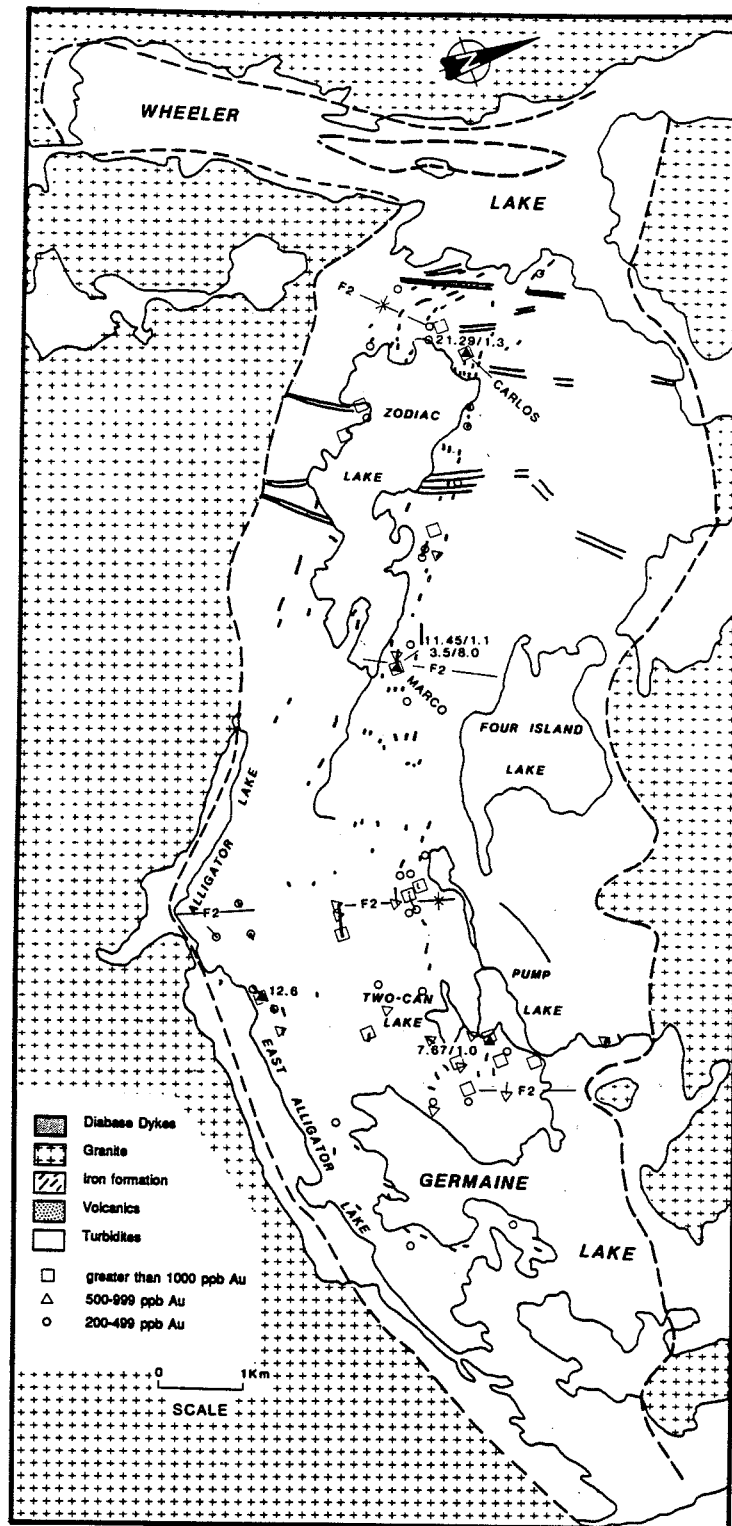 N
WHEELER
LAKE
F2
21.29/1.3
CARLOS
ZODIAC
LAKE
11.45/1.1
3.5/8.0
F2
MARCO
FOUR ISLAND
LAKE
ALLIGATOR LAKE
F2
F2
12.6
TWO-CAN
LAKE
PUMP
LAKE
7.67/1.0
F2
EAST ALLIGATOR LAKE
GERMAINE
LAKE
Diabase Dykes
Granite
Iron formation
Volcanics
Turbidites
greater than 1000 ppb Au
500-999 ppb Au
200-499 ppb Au
0 1Km
SCALE